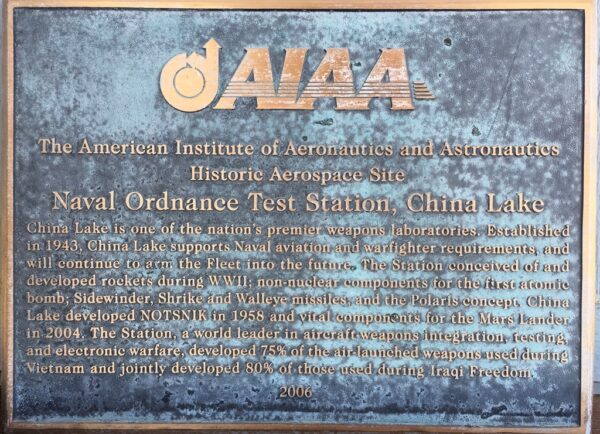 AIAA
The American Institute of Aeronautics and Astronautics
Historic Aerospace Site
Naval Ordnance Test Station, China Lake
China Lake is one of the nation's premier weapons laboratories. Established
in 1943, China Lake supports Naval aviation and warfighter requirements, and
will continue to arm the Fleet into the future. The Station conceived of and
developed rockets during WWII; non-nuclear components for the first atomic
bomb; Sidewinder, Shrike and Walleye missiles; and the Polaris concept. China
Lake developed NOTSNIK in 1958 and vital components for the Mars Lander
in 2004. The Station, a world leader in aircraft-weapons integration, testing,
and electronic warfare, developed 75% of the air-launched weapons used during
Vietnam and jointly developed 80% of those used during Iraqi Freedom.
2006